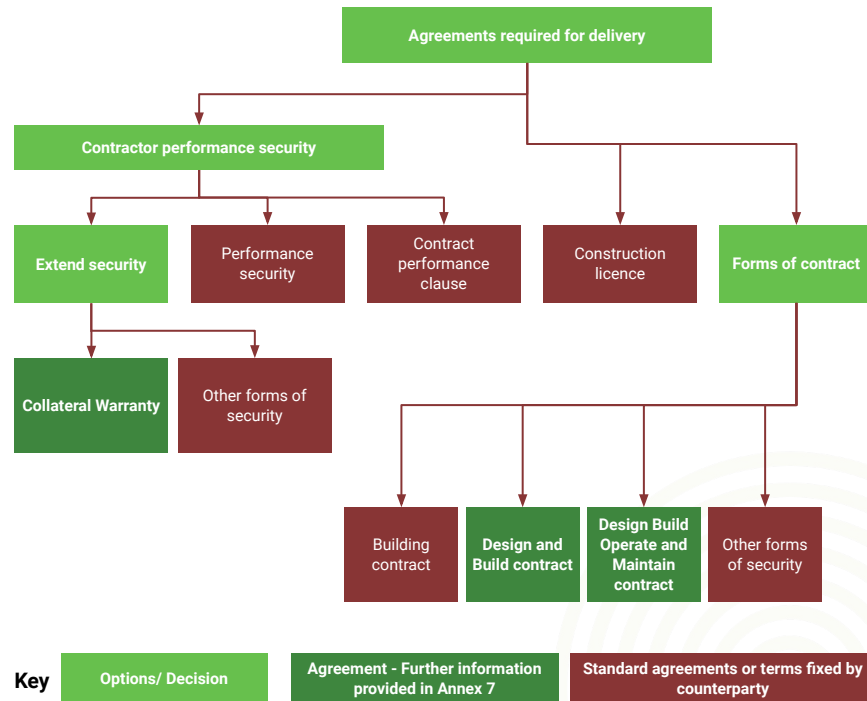 Agreements required for delivery
Contractor performance security
Extend security
Performance
security
Contract
performance
clause
Construction
licence
Forms of contract
Collateral Warranty
Other forms of
security
Building
contract
Design and
Build contract
Design Build
Operate and
Maintain
contract
Other forms
of security
Key
Options/ Decision
Agreement - Further information
provided in Annex 7
Standard agreements or terms fixed by
counterparty